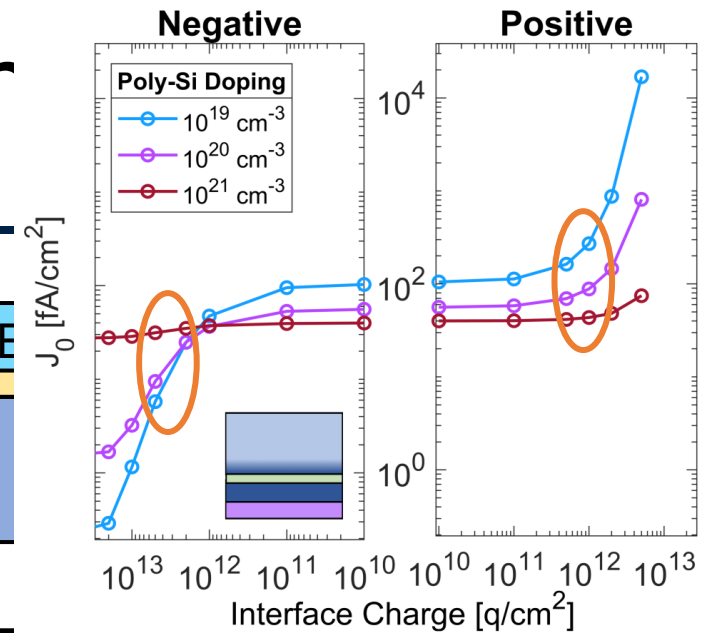 Negative
Positive
Poly-Si Doping
10^19 cm^-3
10^20 cm^-3
10^21 cm^-3
J_0 [fA/cm^2]
10^4
10^2
10^0
10^13 10^12 10^11 10^10
10^10 10^11 10^12 10^13
Interface Charge [q/cm^2]